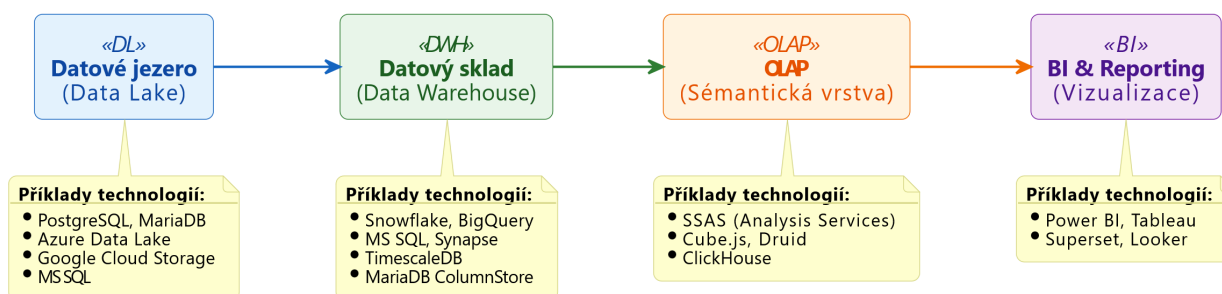 «DL»
Datové jezero
(Data Lake)
«DWH»
Datový sklad
(Data Warehouse)
«OLAP»
OLAP
(Sémantická vrstva)
«BI»
BI & Reporting
(Vizualizace)
Příklady technologií:
• PostgreSQL, MariaDB
• Azure Data Lake
• Google Cloud Storage
• MS SQL
Příklady technologií:
• Snowflake, BigQuery
• MS SQL, Synapse
• TimescaleDB
• MariaDB ColumnStore
Příklady technologií:
• SSAS (Analysis Services)
• Cube.js, Druid
• ClickHouse
Příklady technologií:
• Power BI, Tableau
• Superset, Looker